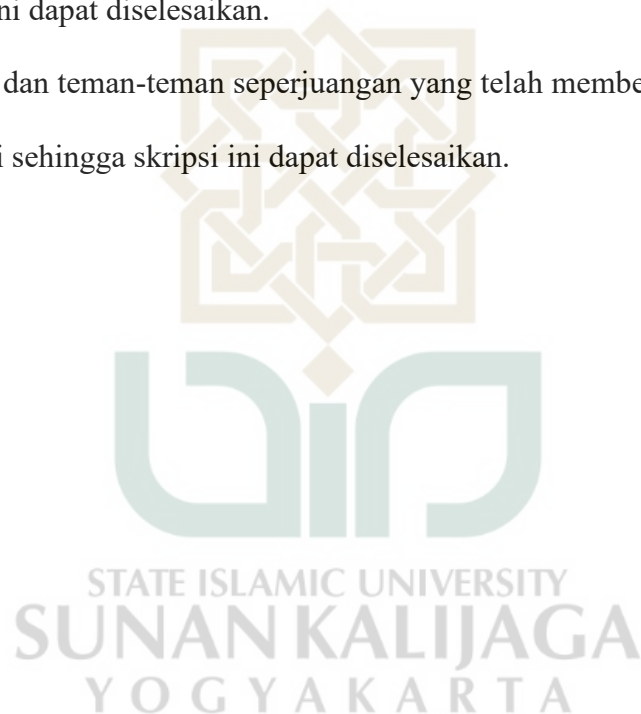 ni dapat diselesaikan.
dan teman-teman seperjuangan yang telah membe
i sehingga skripsi ini dapat diselesaikan.
STATE ISLAMIC UNIVERSITY
SUNAN KALIJAGA
YOGYAKARTA